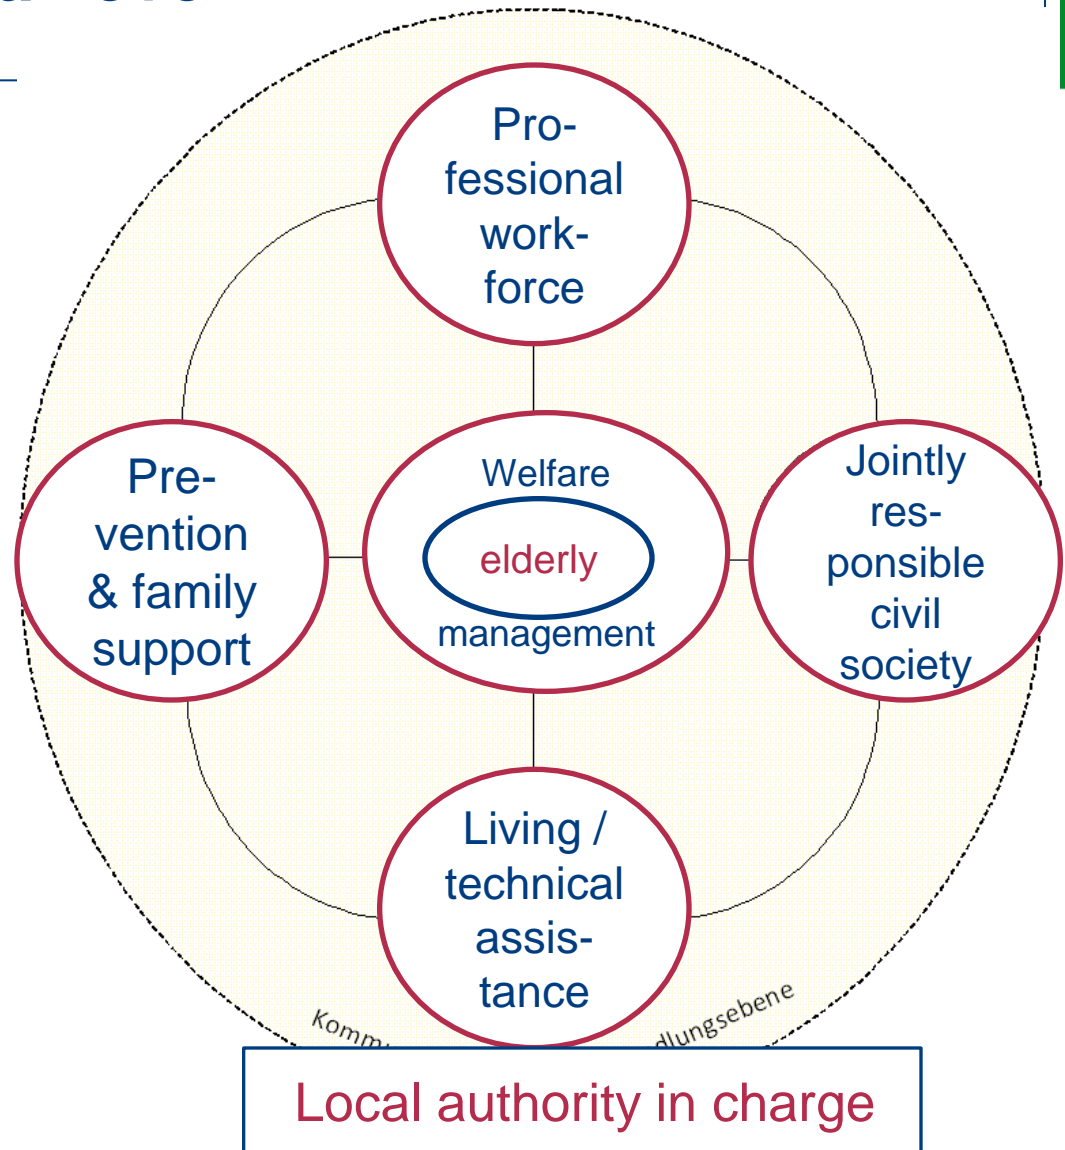 Pro-
fessional
work-
force
Pre-
vention
& family
support
Welfare
elderly
management
Jointly
res-
ponsible
civil
society
Living /
technical
assis-
tance
Local authority in charge